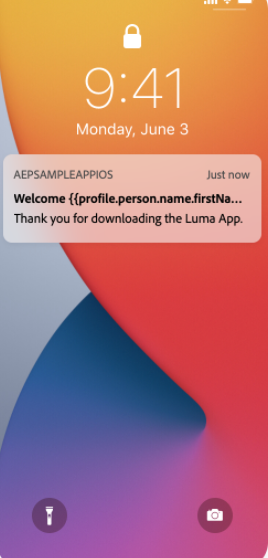 9:41
Monday, June 3
AEPSAMPLEAPPIOS Just now
Welcome {{profile.person.name.firstNa...
Thank you for downloading the Luma App.